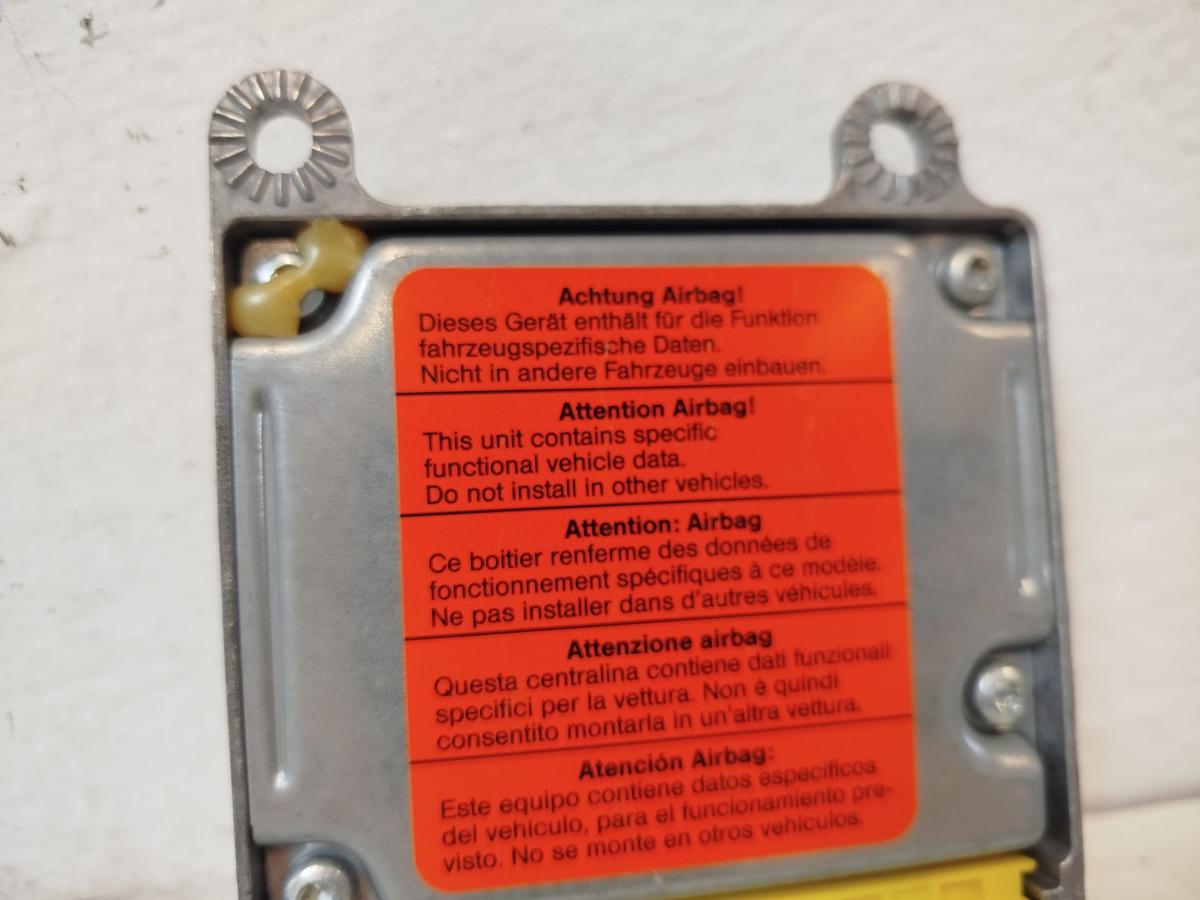 Achtung Airbag!
Dieses Gerät enthält für die Funktion
fahrzeugspezifische Daten.
Nicht in andere Fahrzeuge einbauen.
Attention Airbag!
This unit contains specific
functional vehicle data.
Do not install in other vehicles.
Attention: Airbag
Ce boitier renferme des données de
fonctionnement spécifiques à ce modèle.
Ne pas installer dans d'autres véhicules.
Attenzione airbag
Questa centralina contiene dati funzionali
specifici per la vettura. Non è quindi
consentito montarla in un'altra vettura.
Atención Airbag:
Este equipo contiene datos específicos
del vehículo, para el funcionamiento pre-
visto. No se monte en otros vehículos.